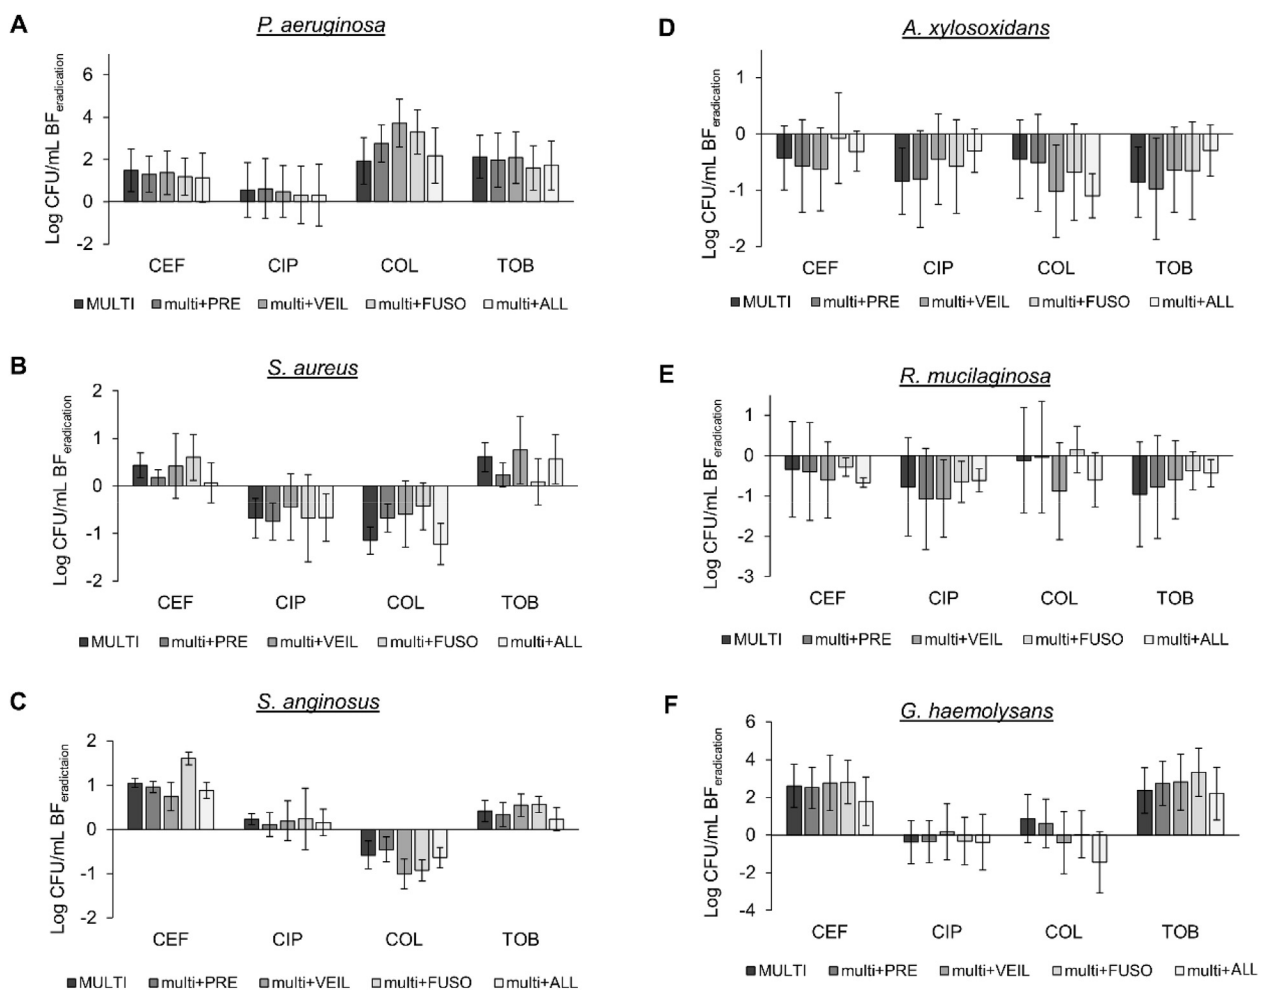 A
P. aeruginosa
Log CFU/mL BFeradication
6
4
2
0
-2
CEF CIP COL TOB
MULTI multi+PRE multi+VEIL multi+FUSO multi+ALL
B
S. aureus
Log CFU/mL BFeradication
2
1
0
-1
-2
CEF CIP COL TOB
MULTI multi+PRE multi+VEIL multi+FUSO multi+ALL
C
S. anginosus
Log CFU/mL BFeradictaion
2
1
0
-1
-2
CEF CIP COL TOB
MULTI multi+PRE multi+VEIL multi+FUSO multi+ALL
D
A. xylosoxidans
Log CFU/mL BFeradication
1
0
-1
-2
CEF CIP COL TOB
MULTI multi+PRE multi+VEIL multi+FUSO multi+ALL
E
R. mucilaginosa
Log CFU/mL BFeradication
1
0
-1
-2
-3
CEF CIP COL TOB
MULTI multi+PRE multi+VEIL multi+FUSO multi+ALL
F
G. haemolysans
Log CFU/mL BFeradication
6
4
2
0
-2
-4
CEF CIP COL TOB
MULTI multi+PRE multi+VEIL multi+FUSO multi+ALL